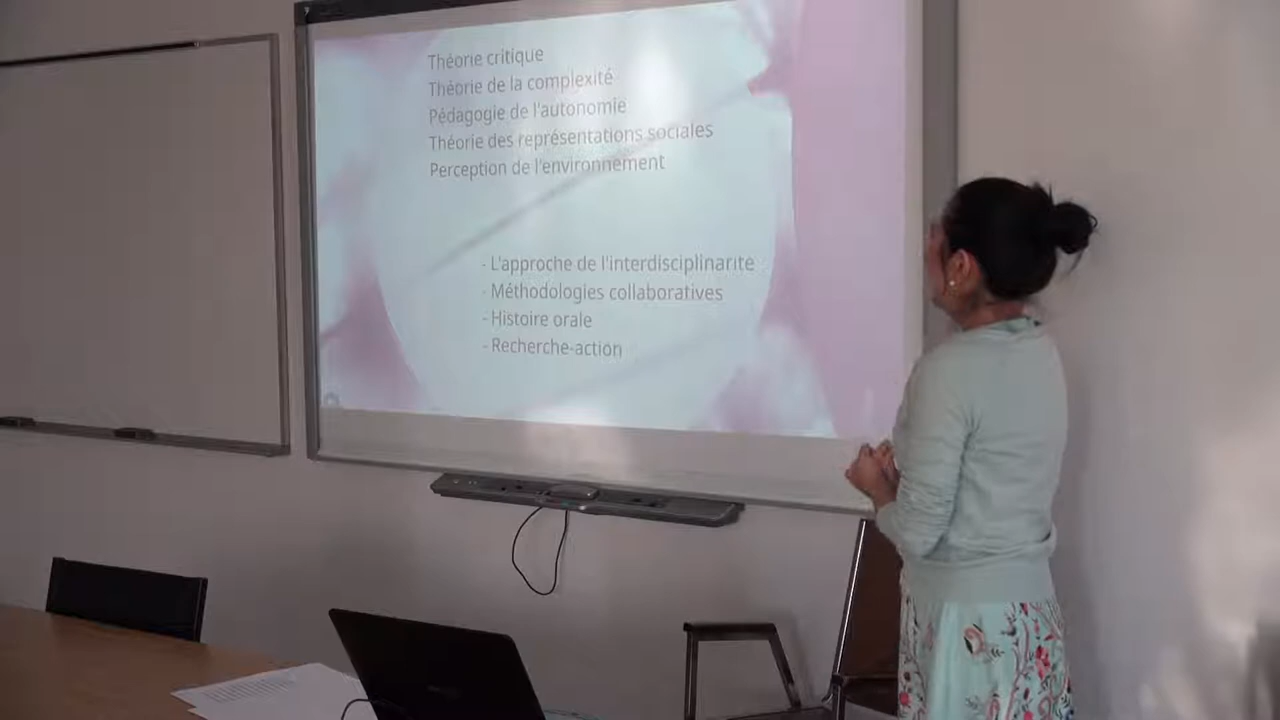 Théorie critique
Théorie de la complexité
Pédagogie de l'autonomie
Théorie des représentations sociales
Perception de l'environnement
- L'approche de l'interdisciplinarité
- Méthodologies collaboratives
- Histoire orale
- Recherche-action